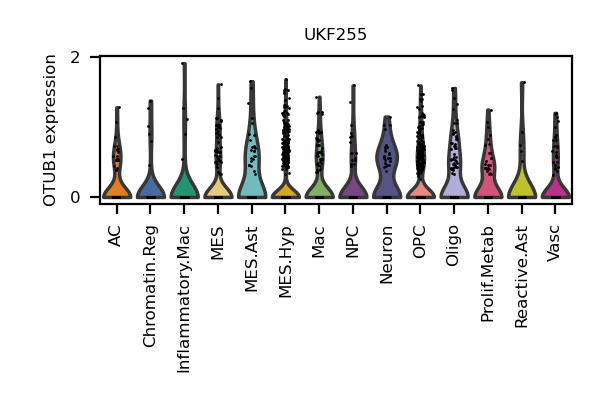 UKF255
OTUB1 expression
2
0
AC
Chromatin.Reg
Inflammatory.Mac
MES
MES.Ast
MES.Hyp
Mac
NPC
Neuron
OPC
Oligo
Prolif.Metab
Reactive.Ast
Vasc